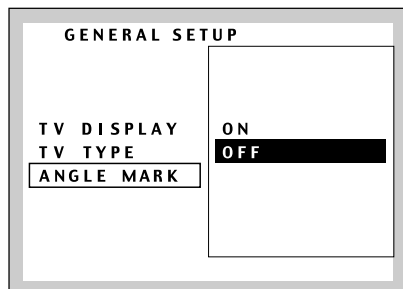 GENERAL SETUP
TV DISPLAY
TV TYPE
ANGLE MARK
ON
OFF